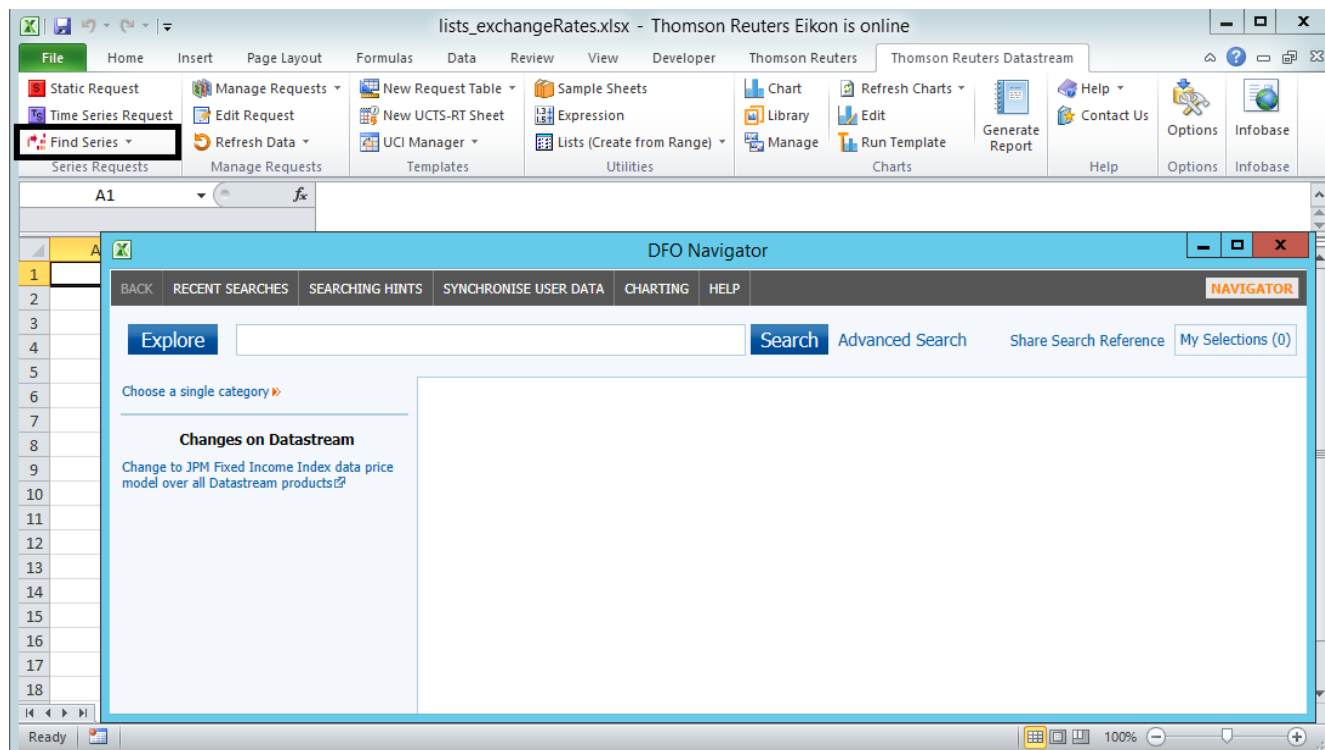 lists_exchangeRates.xlsx - Thomson Reuters Eikon is online
File Home Insert Page Layout Formulas Data Review View Developer Thomson Reuters Thomson Reuters Datastream
S Static Request Manage Requests New Request Table Sample Sheets Chart Refresh Charts Help
TS Time Series Request Edit Request New UCTS-RT Sheet Expression Library Edit Contact Us
Find Series Refresh Data UCI Manager Lists (Create from Range) Manage Run Template
Generate Report
Options Infobase
Series Requests Manage Requests Templates Utilities Charts Help Options Infobase
A1 fx
A
DFO Navigator
BACK RECENT SEARCHES SEARCHING HINTS SYNCHRONISE USER DATA CHARTING HELP NAVIGATOR
Explore Search Advanced Search Share Search Reference My Selections (0)
Choose a single category
Changes on Datastream
Change to JPM Fixed Income Index data price
model over all Datastream products
1
2
3
4
5
6
7
8
9
10
11
12
13
14
15
16
17
18
Ready 100%